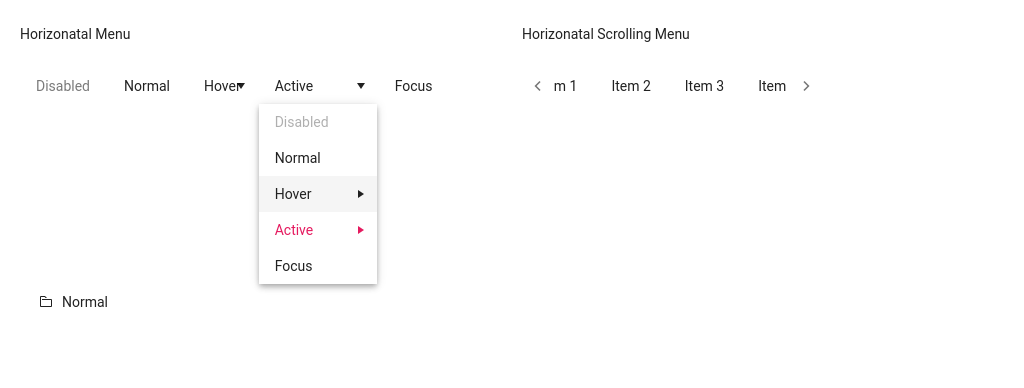 Horizonatal Menu
Disabled Normal Hover Active Focus
Disabled
Normal
Hover
Active
Focus
Normal
Horizonatal Scrolling Menu
m 1 Item 2 Item 3 Item